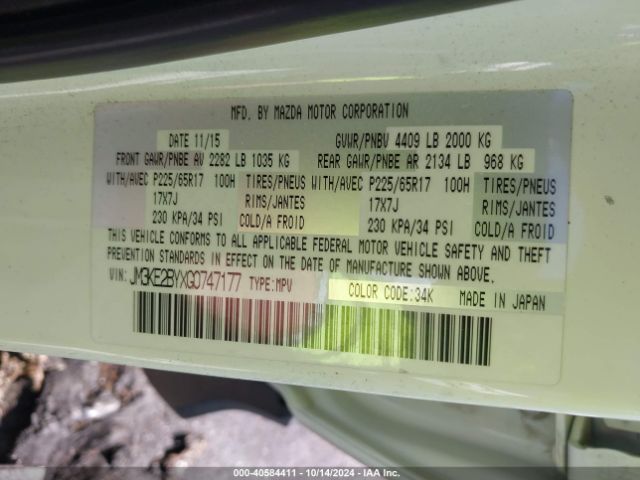 MFD. BY MAZDA MOTOR CORPORATION
DATE 11/15 GVWR/PNBV 4409 LB 2000 KG
FRONT GAWR/PNBE AV 2282 LB 1035 KG REAR GAWR/PNBE AR 2134 LB 968 KG
WITH/AVEC P225/65R17 100H TIRES/PNEUS WITH/AVEC P225/65R17 100H TIRES/PNEUS
17X7J RIMS/JANTES 17X7J RIMS/JANTES
230 KPA/34 PSI COLD/A FROID 230 KPA/34 PSI COLD/A FROID
THIS VEHICLE CONFORMS TO ALL APPLICABLE FEDERAL MOTOR VEHICLE SAFETY AND THEFT
PREVENTION STANDARDS IN EFFECT ON THE DATE OF MANUFACTURE SHOWN ABOVE.
VIN: JM3KE2BYXG0747177 TYPE:MPV COLOR CODE:34K MADE IN JAPAN
000-40584411 - 10/14/2024 - IAA Inc.